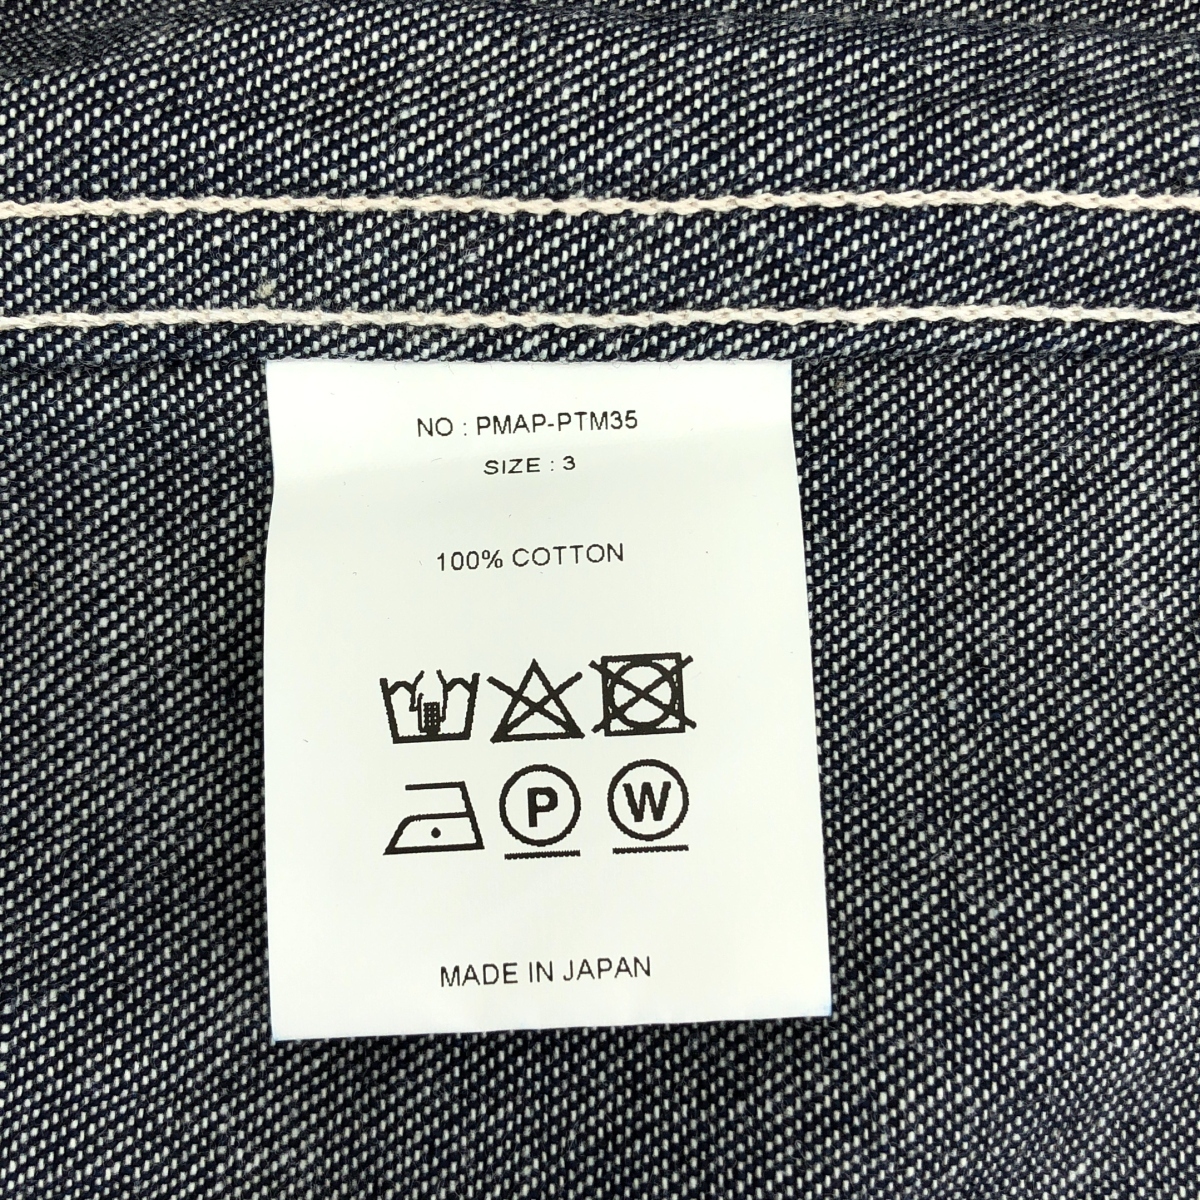 NO : PMAP-PTM35
SIZE : 3
100% COTTON
P W
MADE IN JAPAN